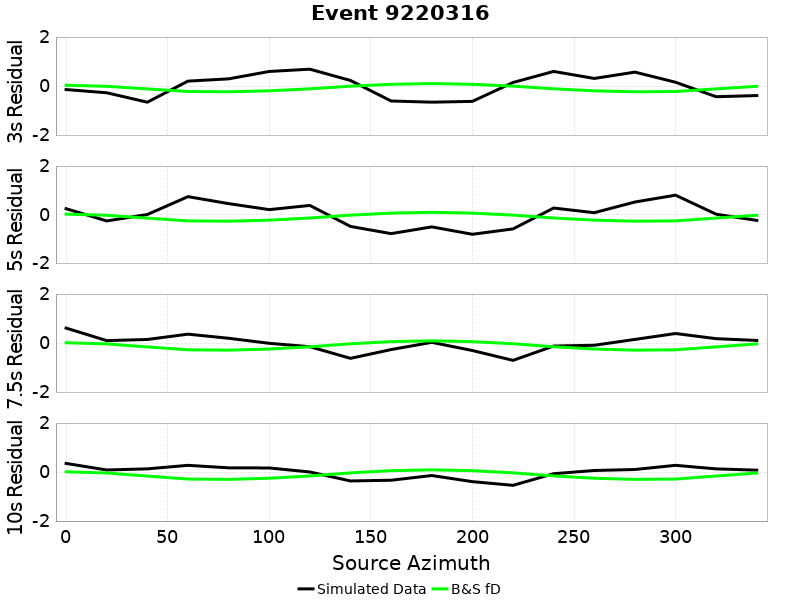 Event 9220316
3s Residual
2
0
-2
5s Residual
2
0
-2
7.5s Residual
2
0
-2
10s Residual
2
0
-2
0 50 100 150 200 250 300
Source Azimuth
Simulated Data B&S fD